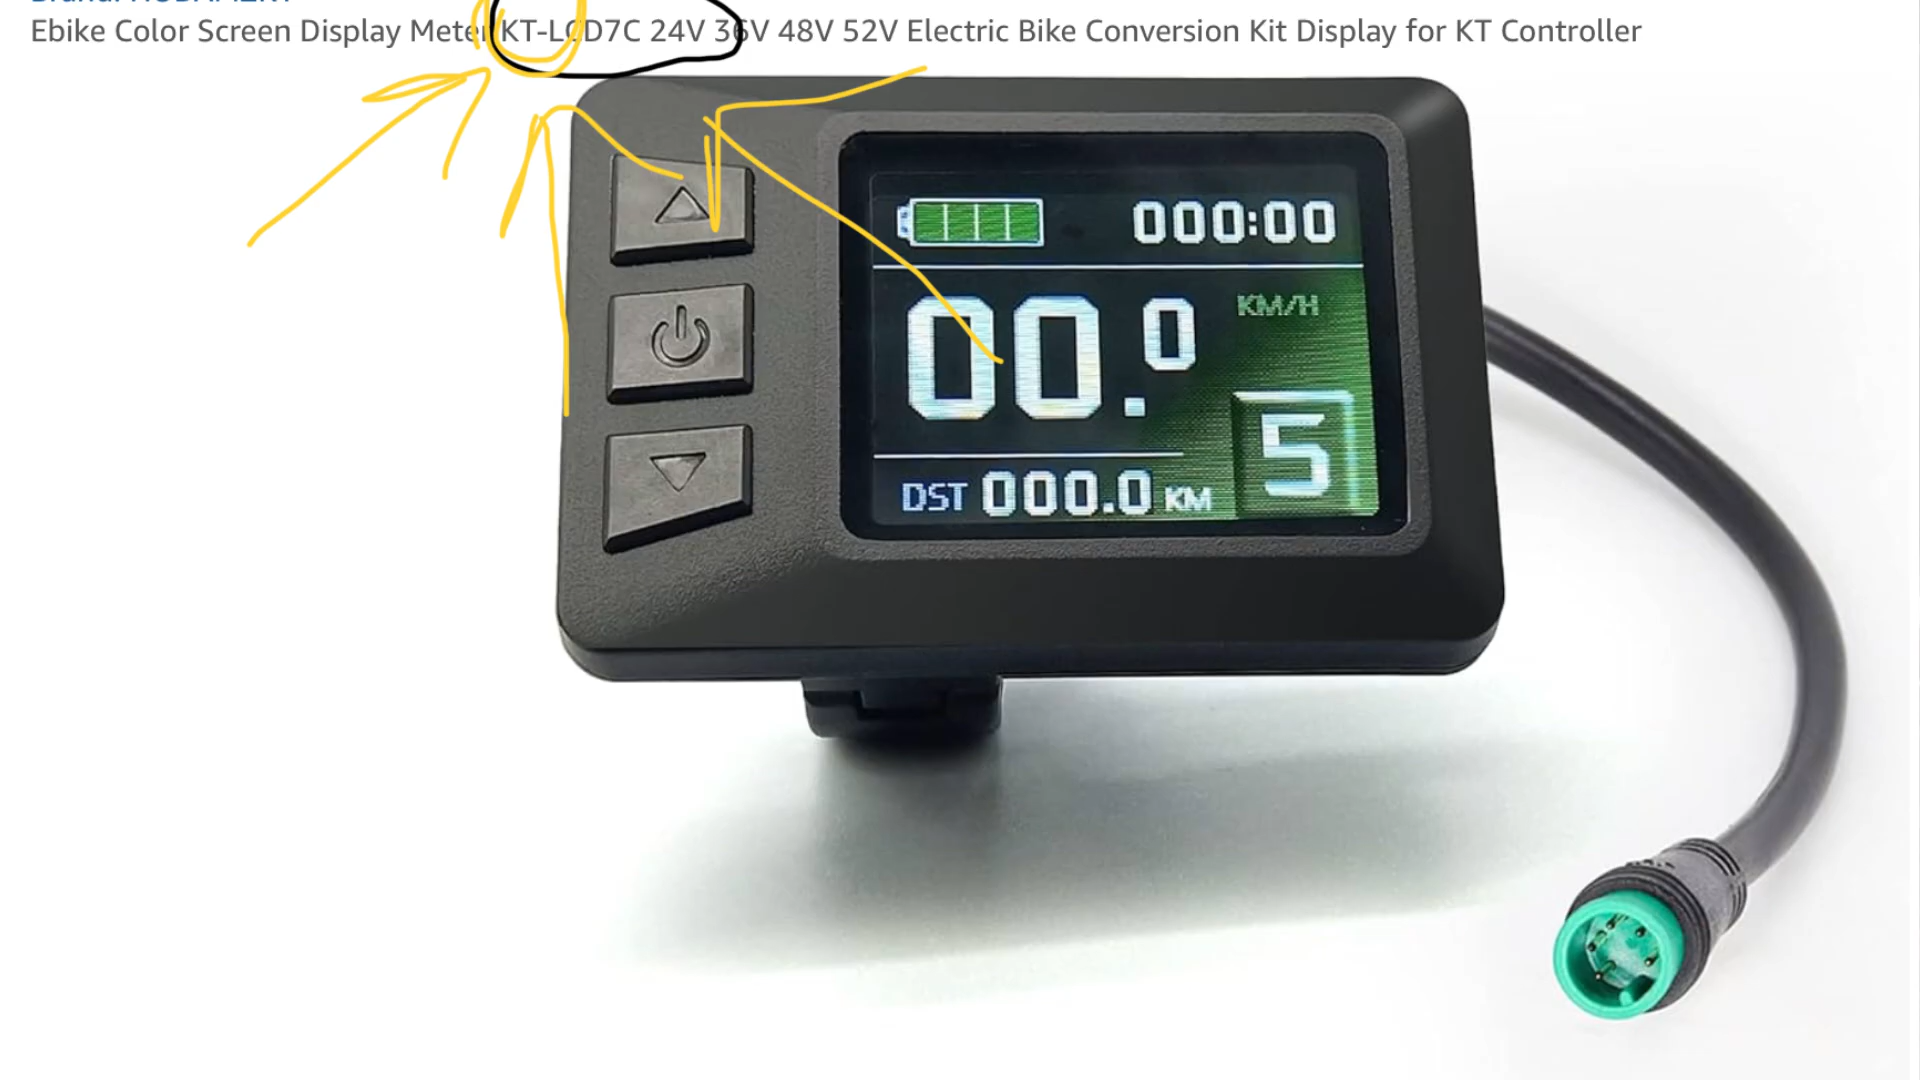 Ebike Color Screen Display Meter KT-LCD7C 24V 36V 48V 52V Electric Bike Conversion Kit Display for KT Controller
000:00
00.0 KM/H
5
DST 000.0 KM